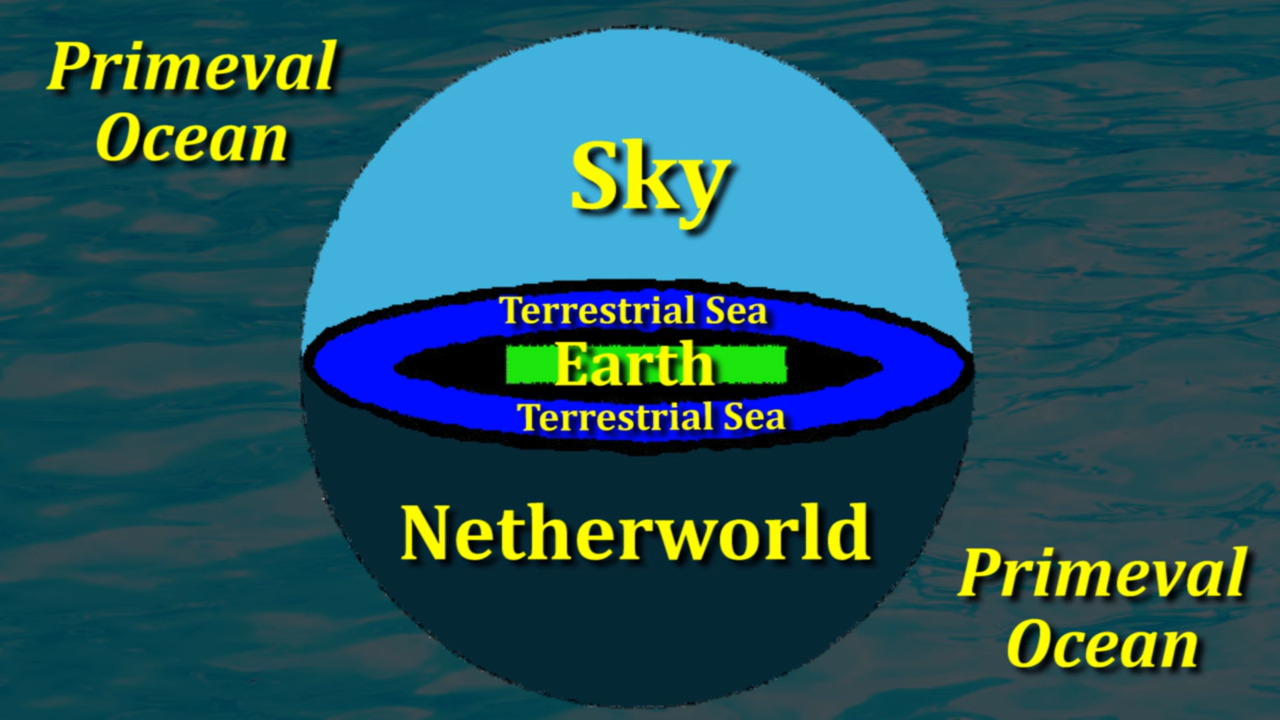 Primeval
Ocean
Sky
Terrestrial Sea
Earth
Terrestrial Sea
Netherworld
Primeval
Ocean